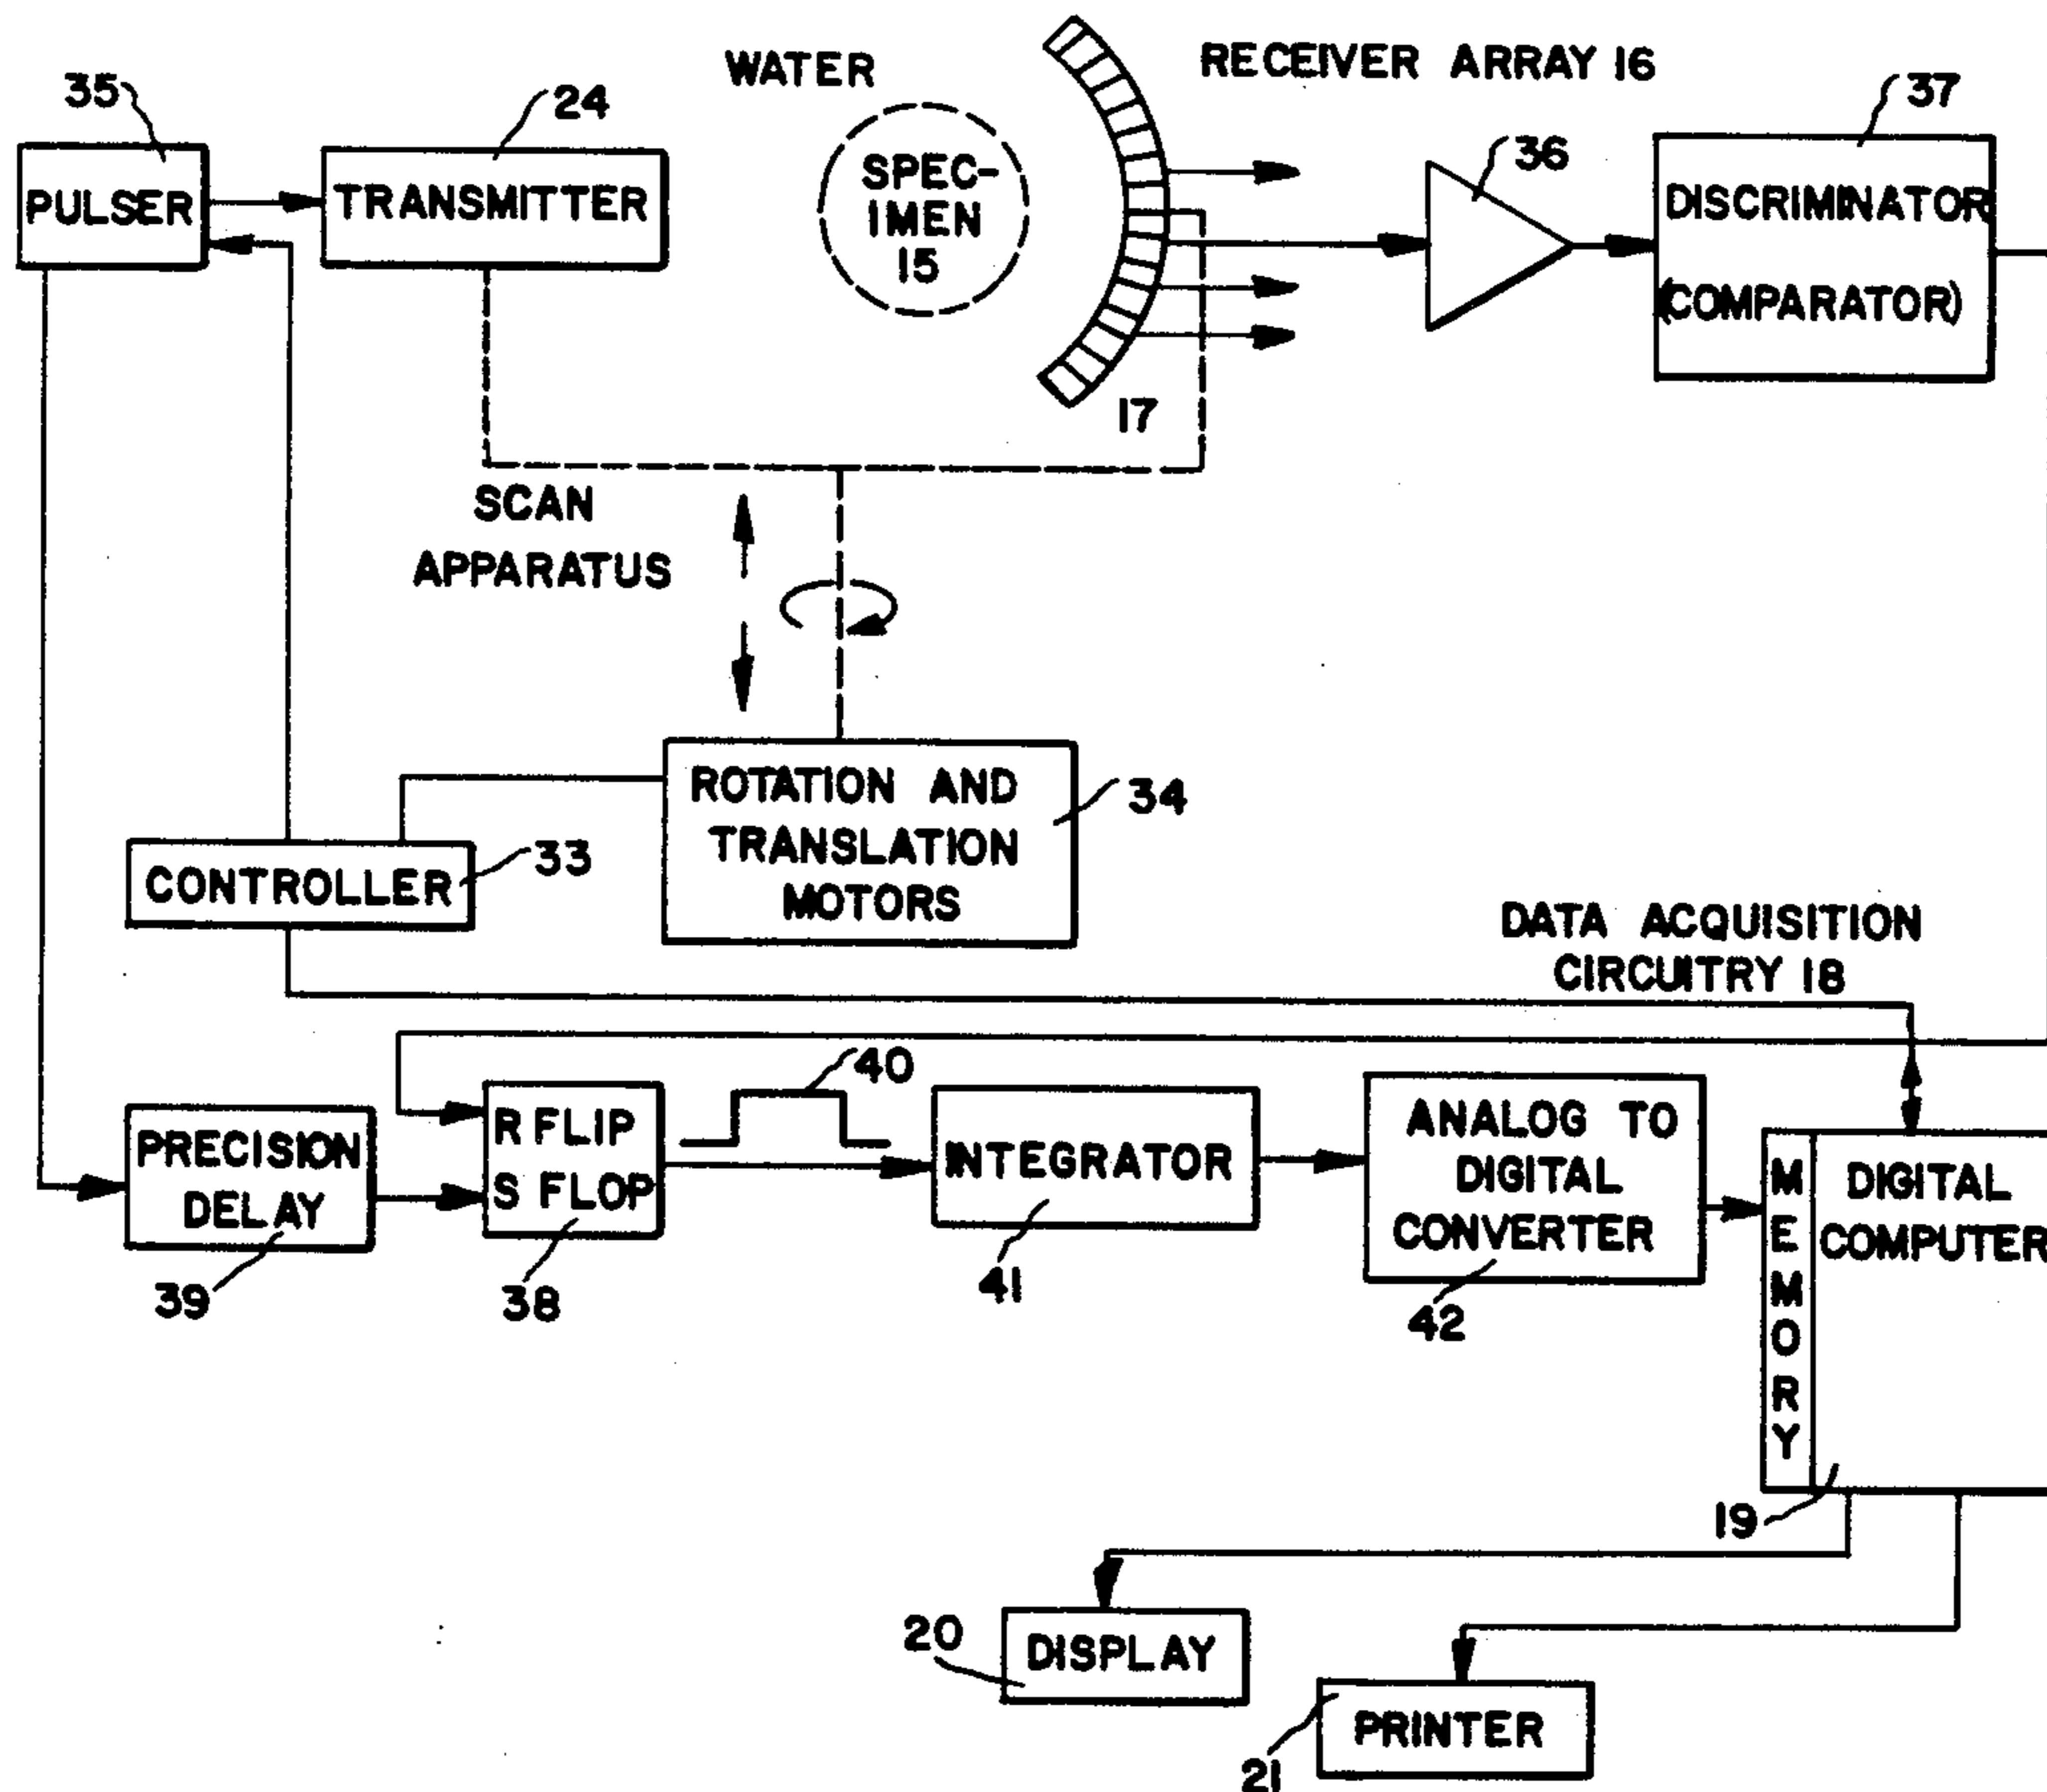 WATER
RECEIVER ARRAY 16
35
24
37
PULSER
TRANSMITTER
SPEC-
IMEN
15
36
DISCRIMINATOR
(COMPARATOR)
17
SCAN
APPARATUS
ROTATION AND
TRANSLATION
MOTORS
34
CONTROLLER
33
DATA ACQUISITION
CIRCUITRY 18
PRECISION
DELAY
39
R FLIP
S FLOP
38
40
INTEGRATOR
41
ANALOG TO
DIGITAL
CONVERTER
42
MEMORY
DIGITAL
COMPUTER
19
20
DISPLAY
PRINTER
21